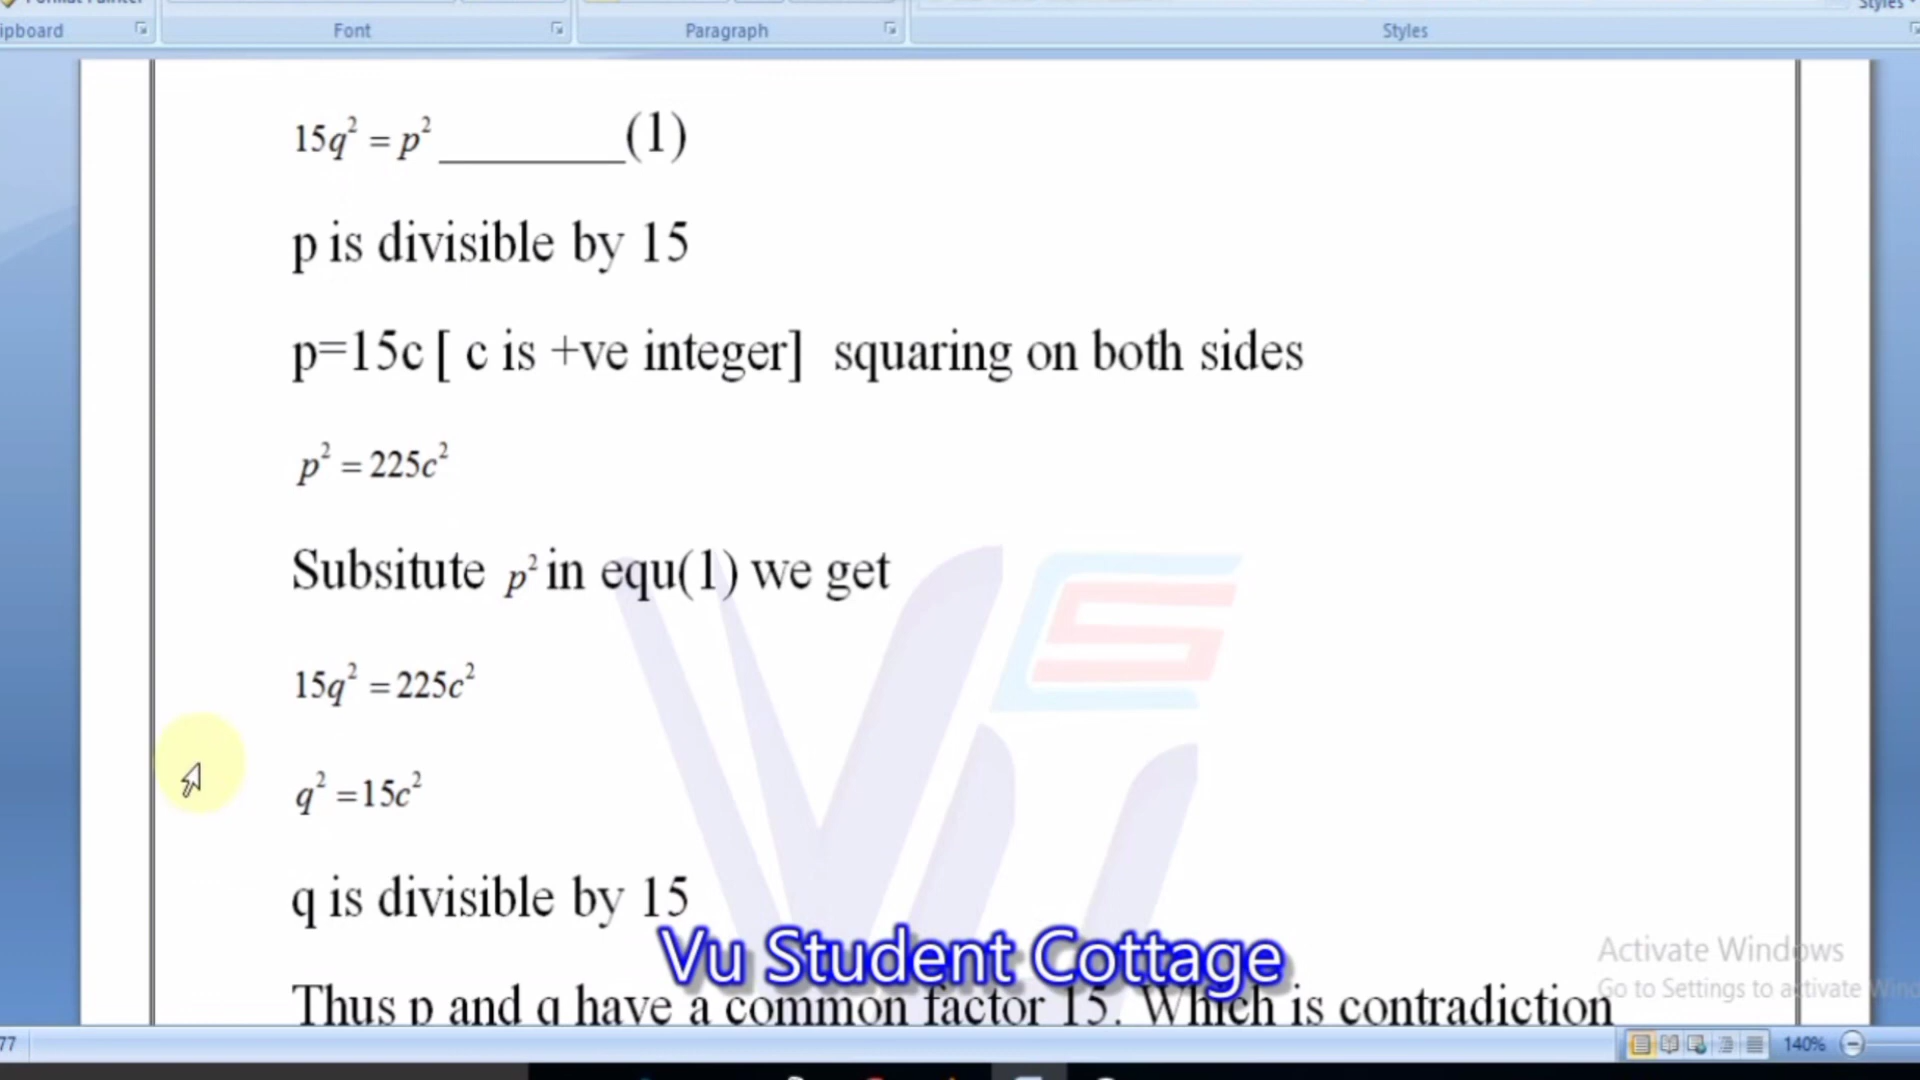 ipboard Font Paragraph Styles
Styles
15q² = p² ________(1)
p is divisible by 15
p=15c [ c is +ve integer] squaring on both sides
p² = 225c²
Subsitute p² in equ(1) we get
15q² = 225c²
q² = 15c²
q is divisible by 15
Vu Student Cottage
Thus p and q have a common factor 15. Which is contradiction
Activate Windows
Go to Settings to activate Wind
77 140%